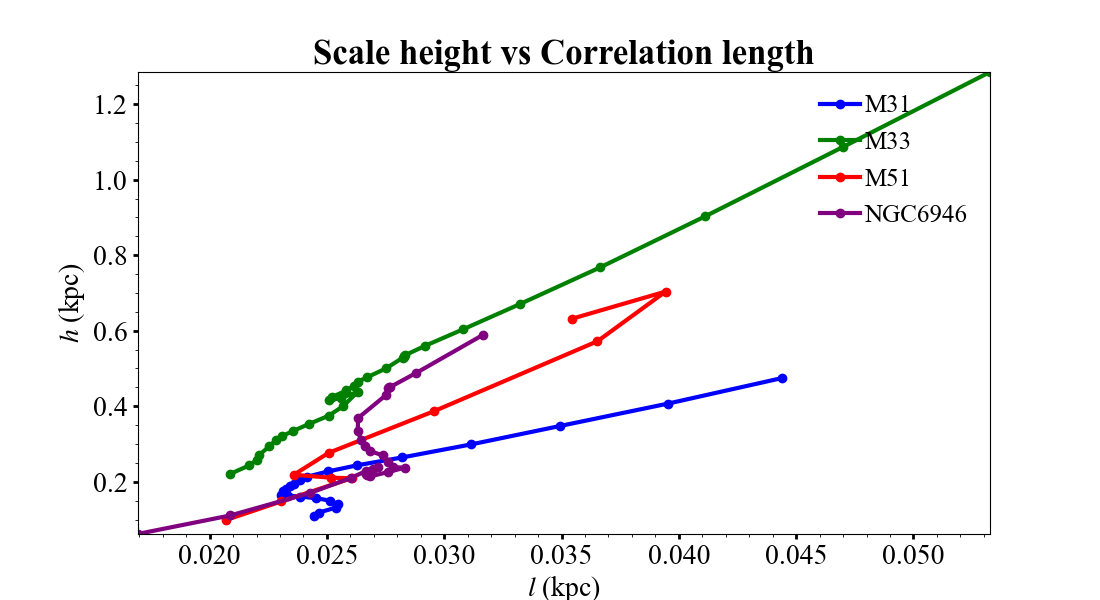 Scale height vs Correlation length
h (kpc)
1.2
1.0
0.8
0.6
0.4
0.2
M31
M33
M51
NGC6946
0.020 0.025 0.030 0.035 0.040 0.045 0.050
l (kpc)